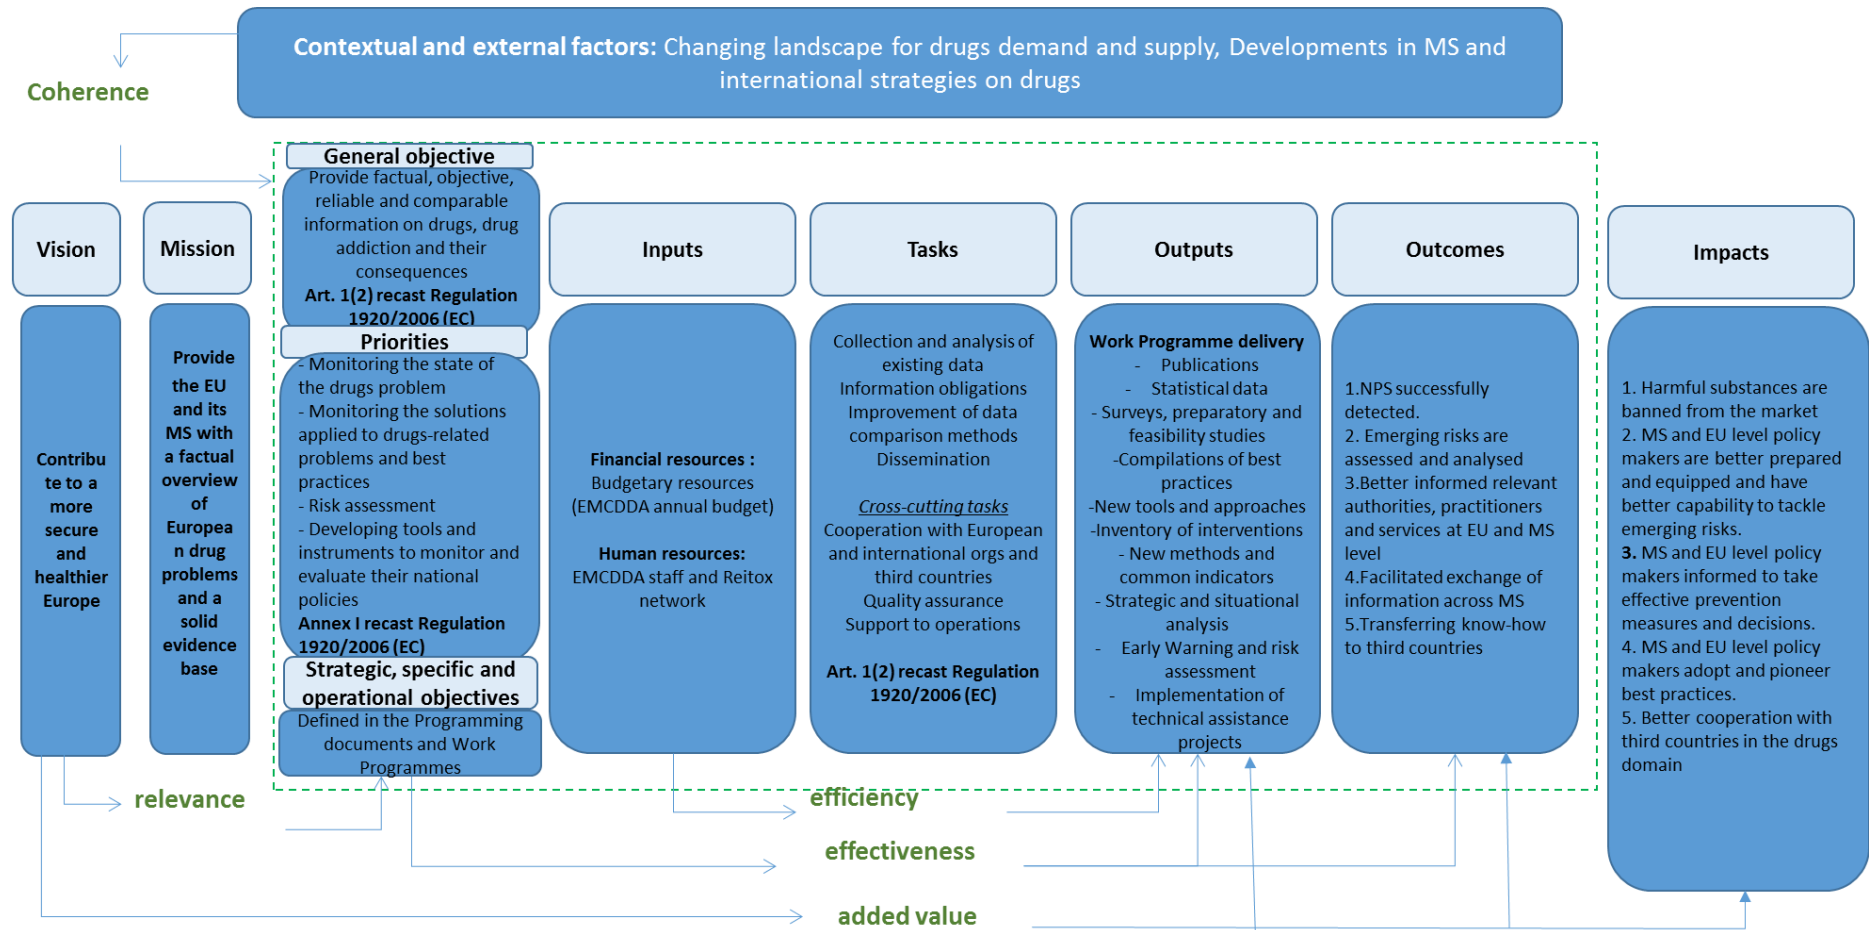 Contextual and external factors: Changing landscape for drugs demand and supply, Developments in MS and
international strategies on drugs
Coherence
Vision
Contribu
te to a
more
secure
and
healthier
Europe
Mission
Provide
the EU
and its
MS with
a factual
overview
of
Europea
n drug
problems
and a
solid
evidence
base
General objective
Provide factual, objective,
reliable and comparable
information on drugs, drug
addiction and their
consequences
Art. 1(2) recast Regulation
1920/2006 (EC)
Priorities
- Monitoring the state of
the drugs problem
- Monitoring the solutions
applied to drugs-related
problems and best
practices
- Risk assessment
- Developing tools and
instruments to monitor and
evaluate their national
policies
Annex I recast Regulation
1920/2006 (EC)
Strategic, specific and
operational objectives
Defined in the Programming
documents and Work
Programmes
Inputs
Financial resources :
Budgetary resources
(EMCDDA annual budget)
Human resources:
EMCDDA staff and Reitox
network
Tasks
Collection and analysis of
existing data
Information obligations
Improvement of data
comparison methods
Dissemination
Cross-cutting tasks
Cooperation with European
and international orgs and
third countries
Quality assurance
Support to operations
Art. 1(2) recast Regulation
1920/2006 (EC)
Outputs
Work Programme delivery
- Publications
- Statistical data
- Surveys, preparatory and
feasibility studies
-Compilations of best
practices
-New tools and approaches
-Inventory of interventions
- New methods and
common indicators
- Strategic and situational
analysis
- Early Warning and risk
assessment
- Implementation of
technical assistance
projects
Outcomes
1.NPS successfully
detected.
2. Emerging risks are
assessed and analysed
3.Better informed relevant
authorities, practitioners
and services at EU and MS
level
4.Facilitated exchange of
information across MS
5.Transferring know-how
to third countries
Impacts
1. Harmful substances are
banned from the market
2. MS and EU level policy
makers are better prepared
and equipped and have
better capability to tackle
emerging risks.
3. MS and EU level policy
makers informed to take
effective prevention
measures and decisions.
4. MS and EU level policy
makers adopt and pioneer
best practices.
5. Better cooperation with
third countries in the drugs
domain
relevance
efficiency
effectiveness
added value